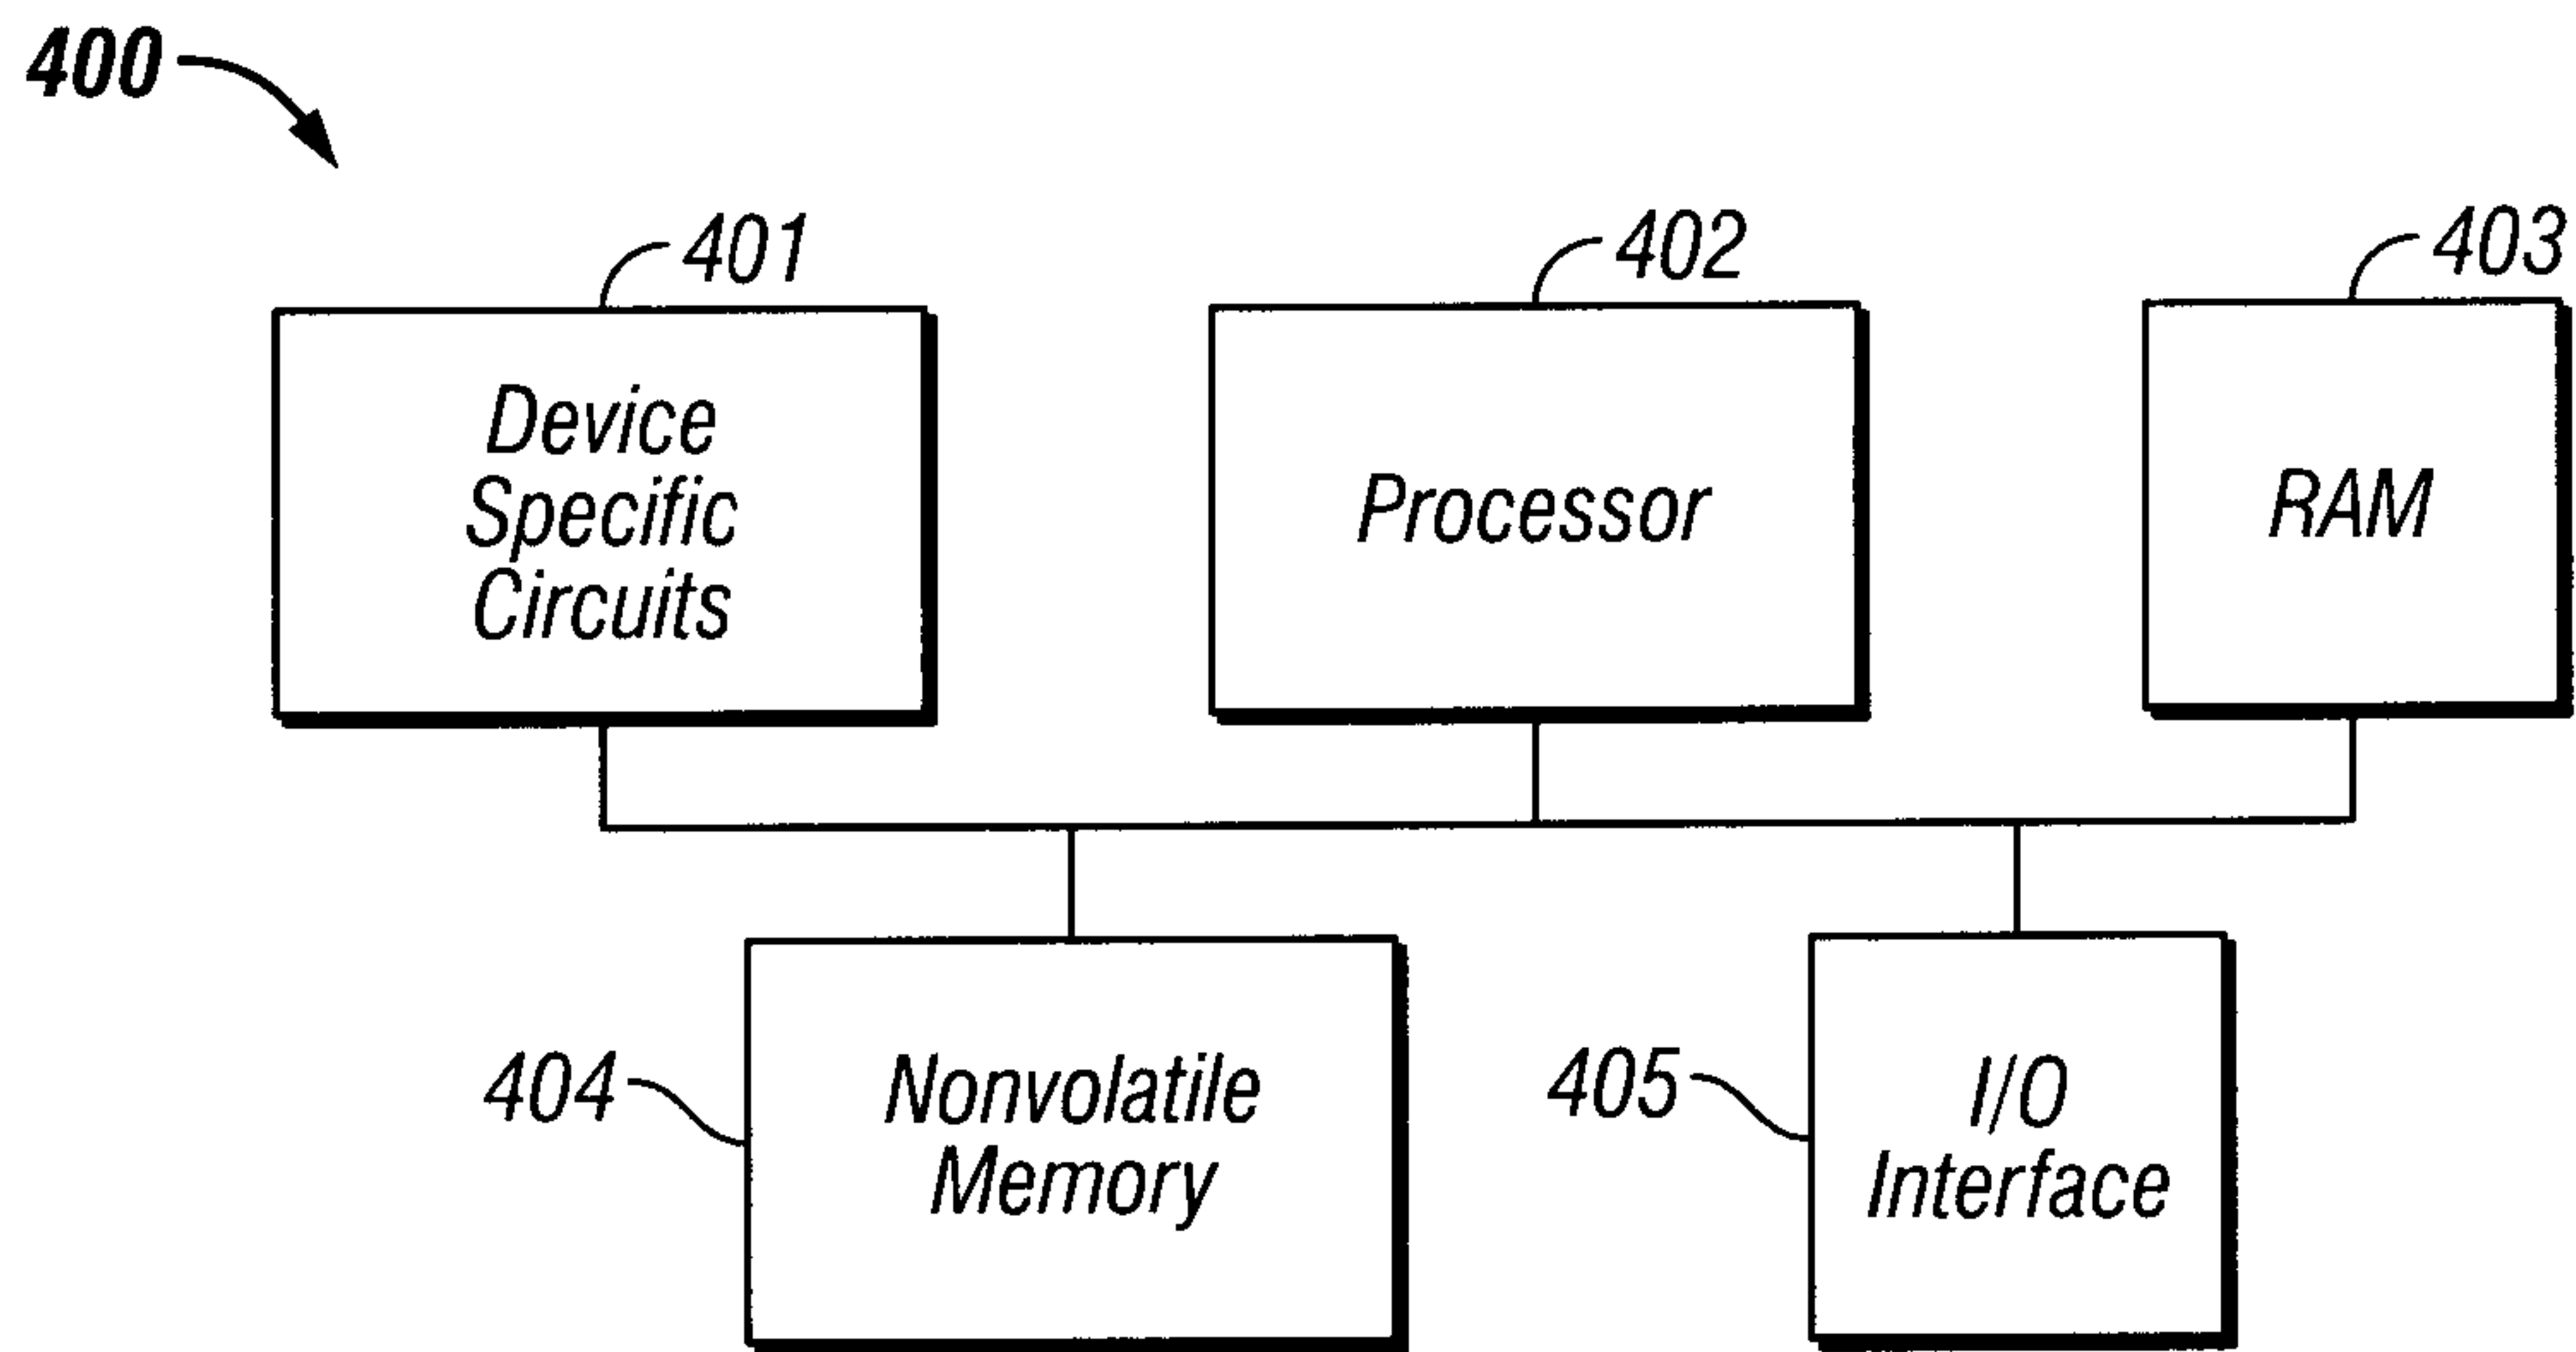 400
401
402
403
Device
Specific
Circuits
Processor
RAM
404
Nonvolatile
Memory
405
I/O
Interface